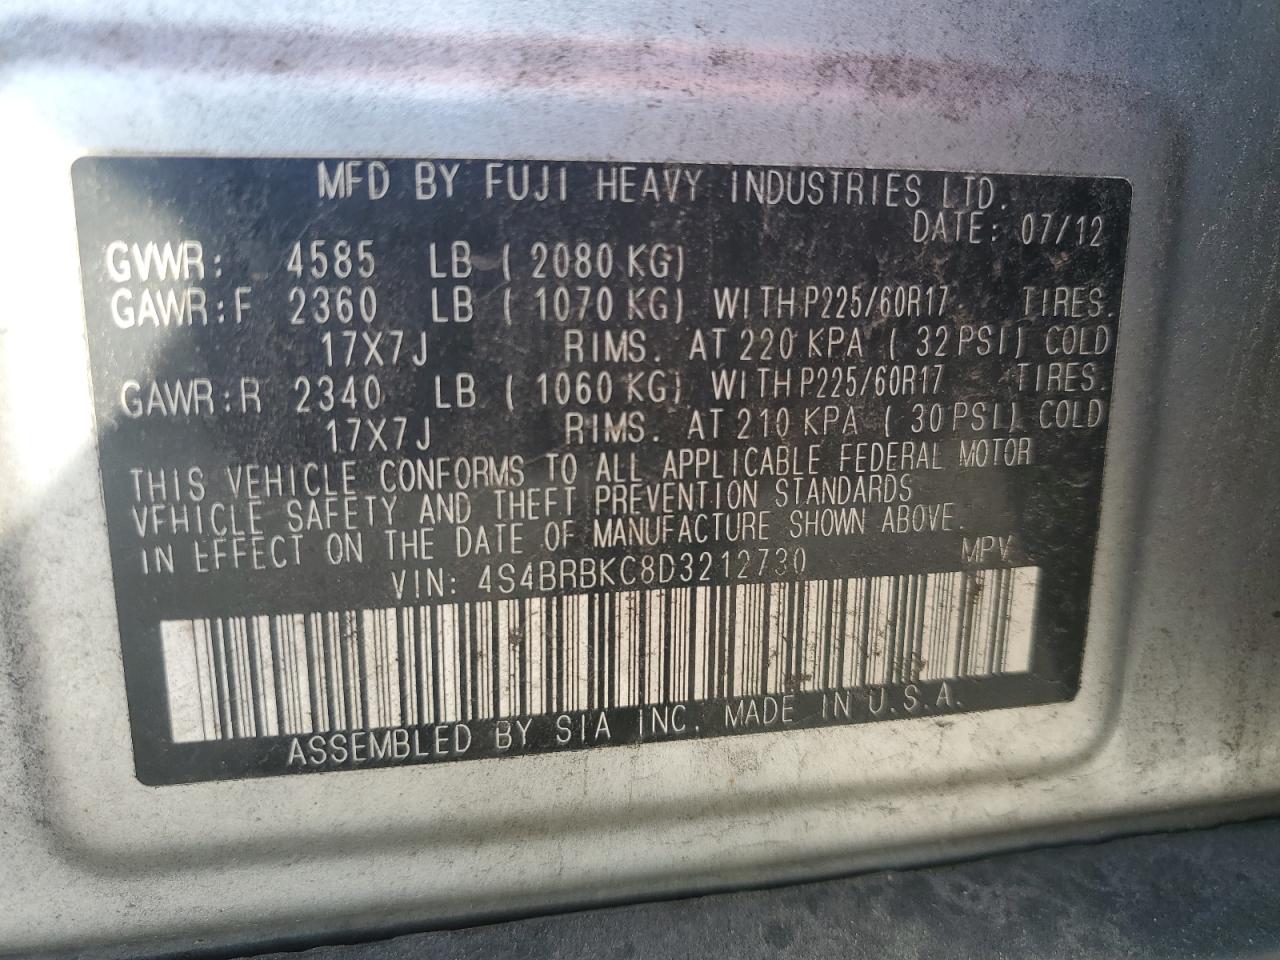 MFD BY FUJI HEAVY INDUSTRIES LTD.
DATE: 07/12
GVWR: 4585 LB ( 2080 KG)
GAWR:F 2360 LB ( 1070 KG) WITH P225/60R17 TIRES.
17X7J RIMS. AT 220 KPA ( 32 PSI) COLD
GAWR:R 2340 LB ( 1060 KG) WITH P225/60R17 TIRES.
17X7J RIMS. AT 210 KPA ( 30 PSI) COLD
THIS VEHICLE CONFORMS TO ALL APPLICABLE FEDERAL MOTOR
VEHICLE SAFETY AND THEFT PREVENTION STANDARDS
IN EFFECT ON THE DATE OF MANUFACTURE SHOWN ABOVE.
VIN: 4S4BRBKC8D3212730 MPV
ASSEMBLED BY SIA INC. MADE IN U.S.A.